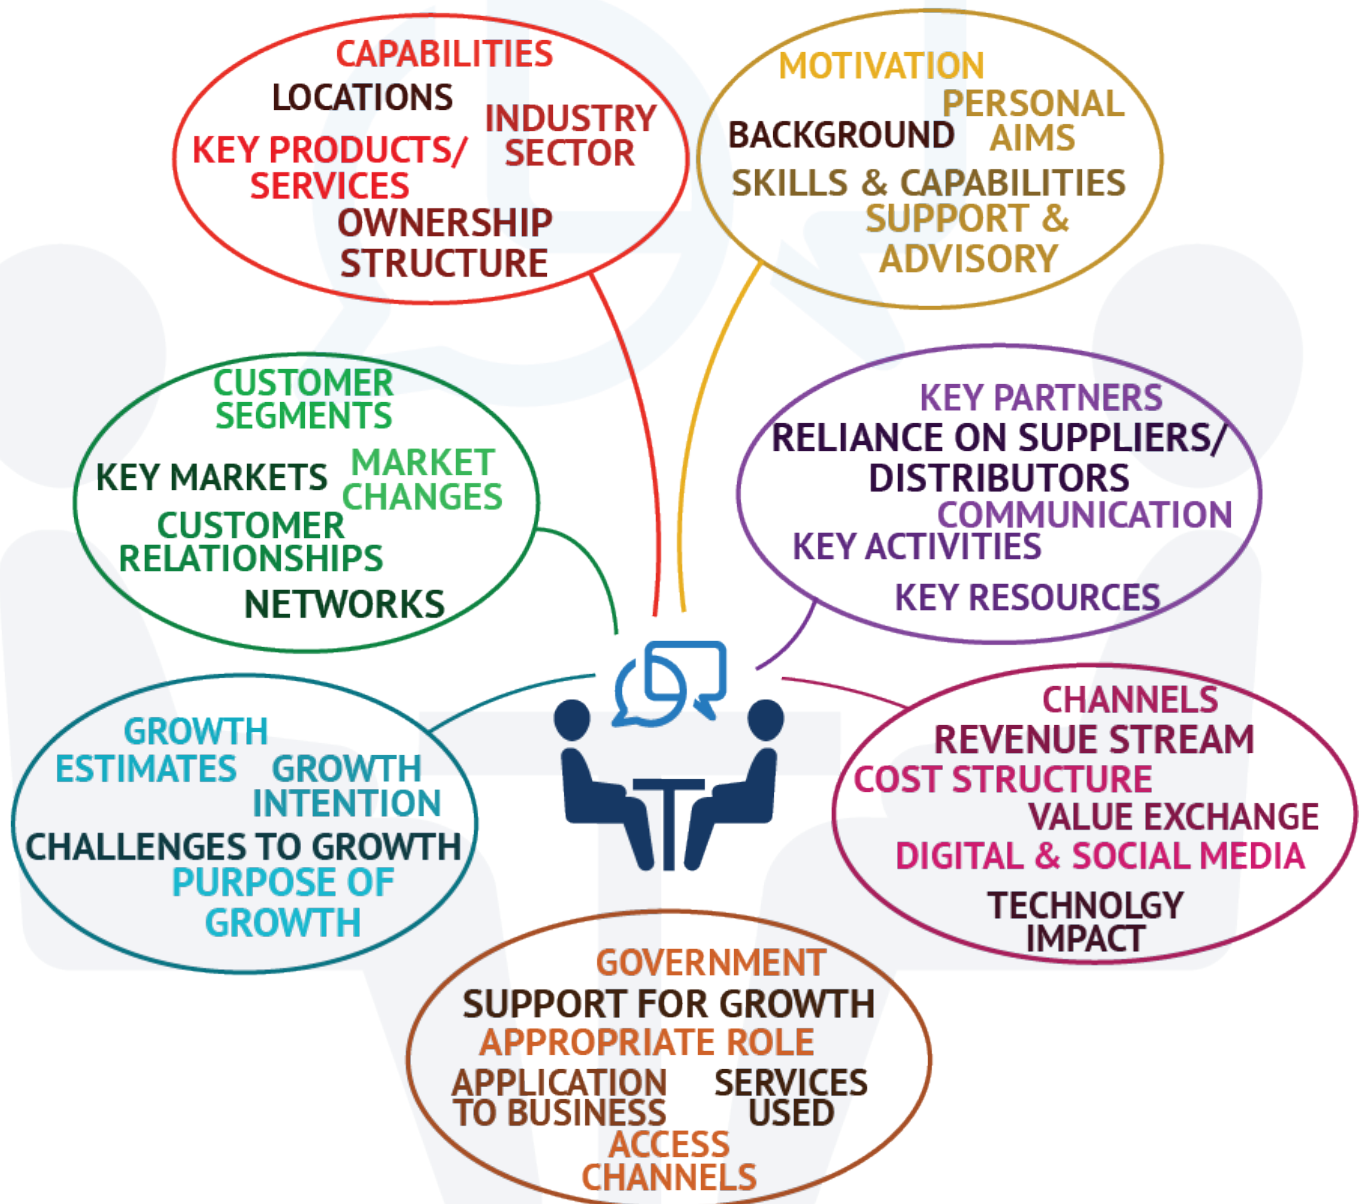 CAPABILITIES
LOCATIONS
INDUSTRY
SECTOR
KEY PRODUCTS/
SERVICES
OWNERSHIP
STRUCTURE
MOTIVATION
PERSONAL
AIMS
BACKGROUND
SKILLS & CAPABILITIES
SUPPORT &
ADVISORY
CUSTOMER
SEGMENTS
KEY MARKETS
MARKET
CHANGES
CUSTOMER
RELATIONSHIPS
NETWORKS
KEY PARTNERS
RELIANCE ON SUPPLIERS/
DISTRIBUTORS
COMMUNICATION
KEY ACTIVITIES
KEY RESOURCES
GROWTH
ESTIMATES
GROWTH
INTENTION
CHALLENGES TO GROWTH
PURPOSE OF
GROWTH
CHANNELS
REVENUE STREAM
COST STRUCTURE
VALUE EXCHANGE
DIGITAL & SOCIAL MEDIA
TECHNOLGY
IMPACT
GOVERNMENT
SUPPORT FOR GROWTH
APPROPRIATE ROLE
APPLICATION
TO BUSINESS
SERVICES
USED
ACCESS
CHANNELS